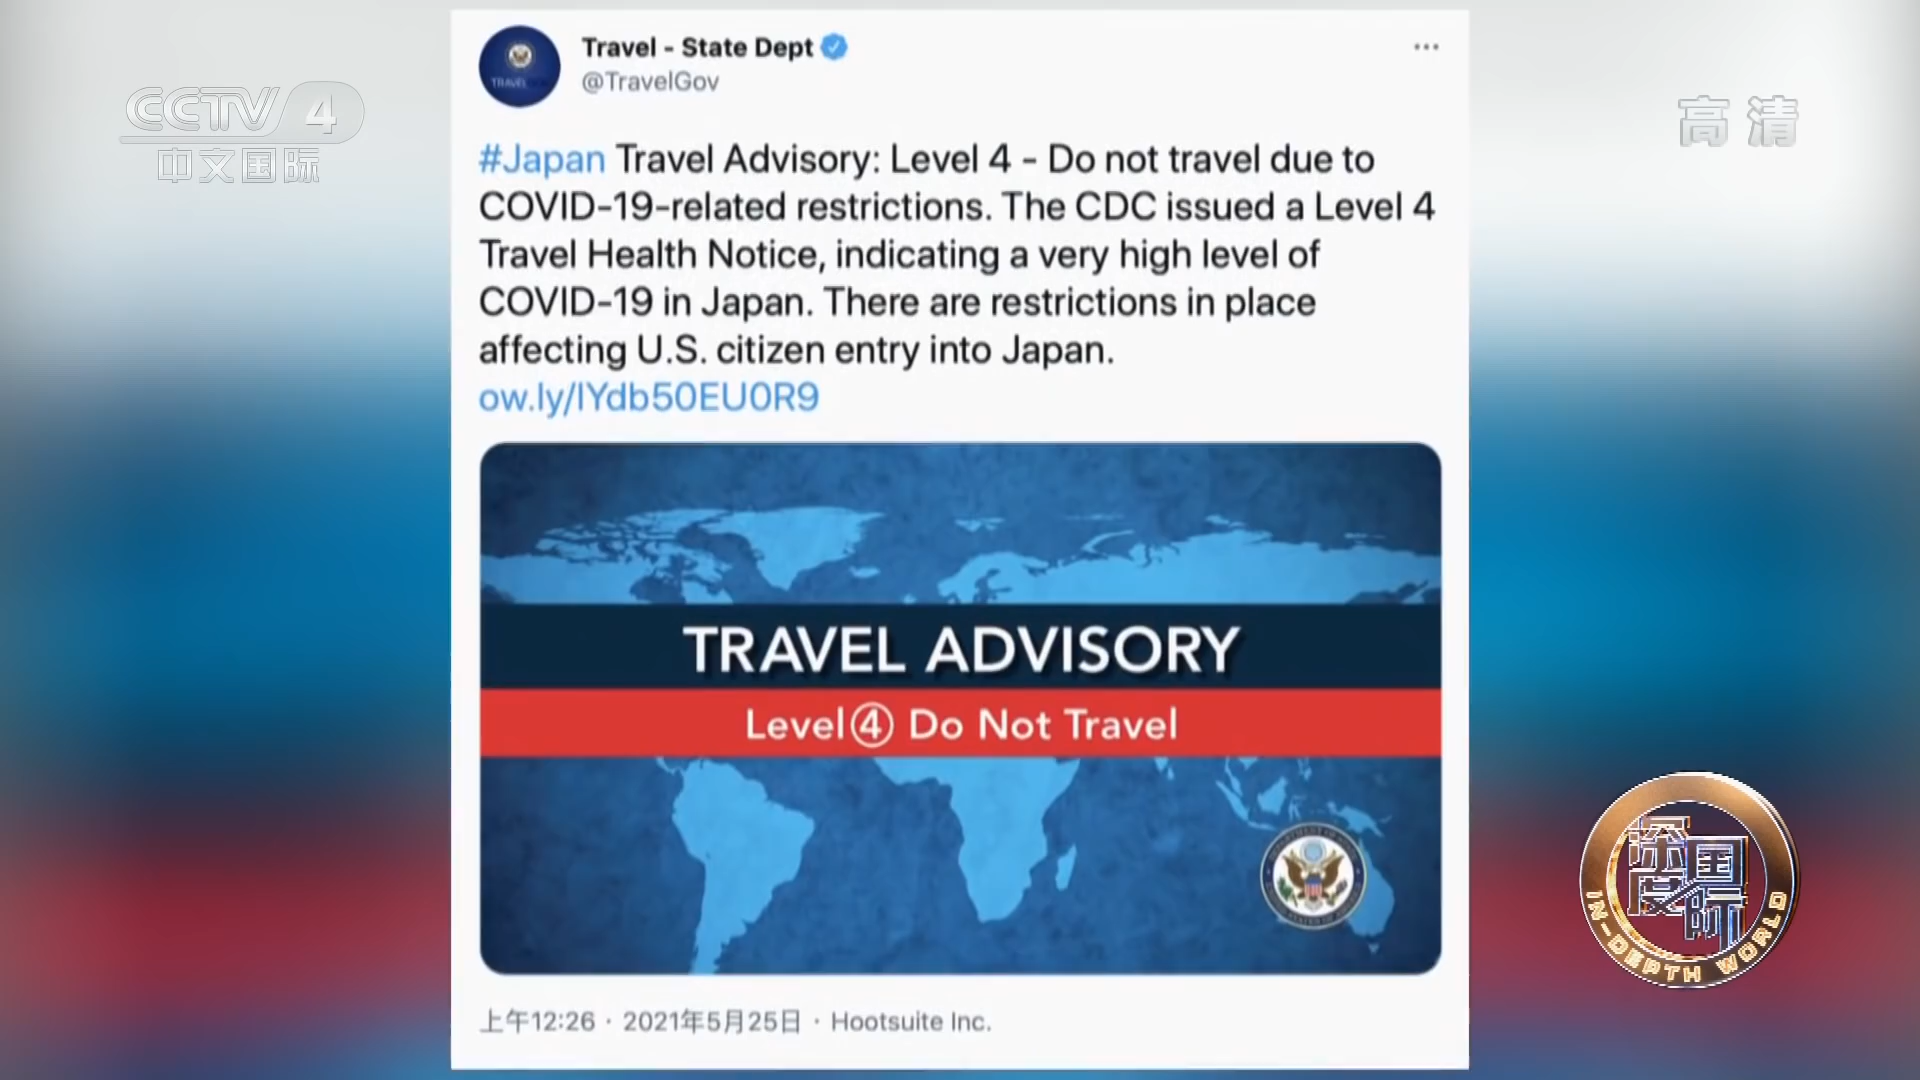 CCTV 4
中文国际
高清
TRAVEL
Travel - State Dept
@TravelGov
#Japan Travel Advisory: Level 4 - Do not travel due to
COVID-19-related restrictions. The CDC issued a Level 4
Travel Health Notice, indicating a very high level of
COVID-19 in Japan. There are restrictions in place
affecting U.S. citizen entry into Japan.
ow.ly/IYdb50EU0R9
TRAVEL ADVISORY
Level④ Do Not Travel
上午12:26 · 2021年5月25日 · Hootsuite Inc.
深度国际
IN-DEPTH WORLD